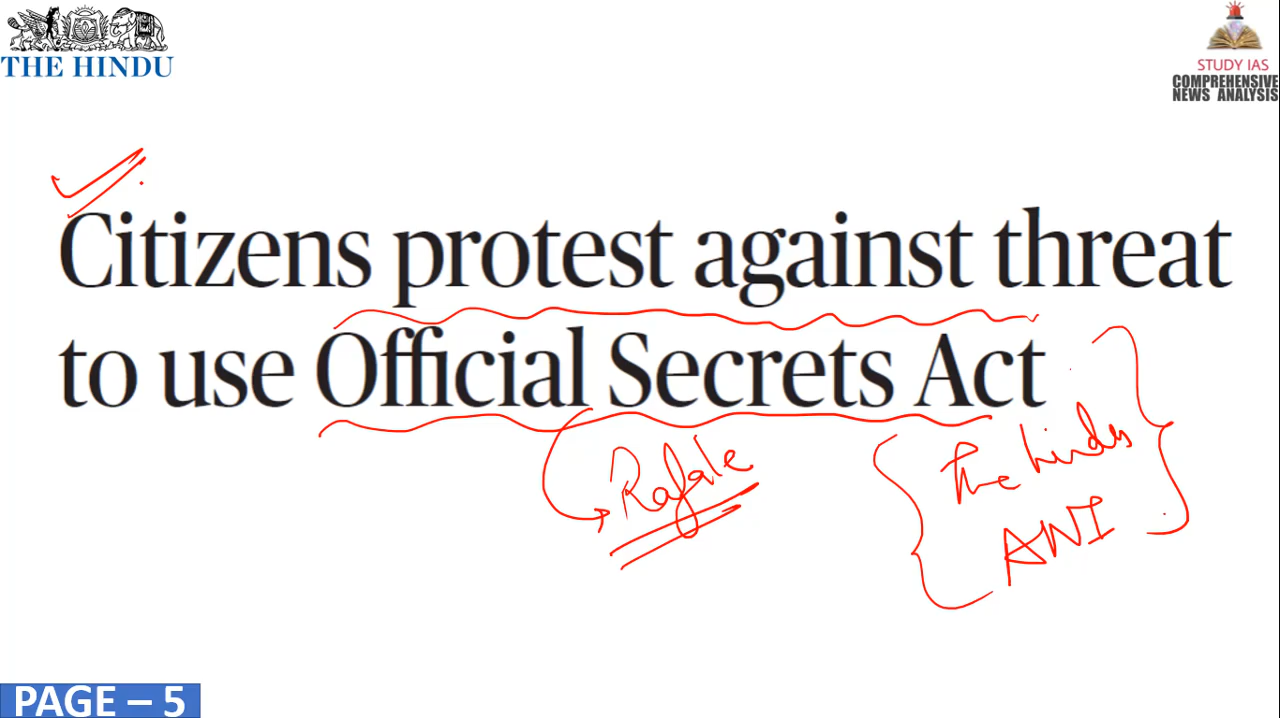 THE HINDU
STUDY IAS
COMPREHENSIVE
NEWS ANALYSIS
Citizens protest against threat
to use Official Secrets Act
Rafale
The hindu
ANI
PAGE – 5